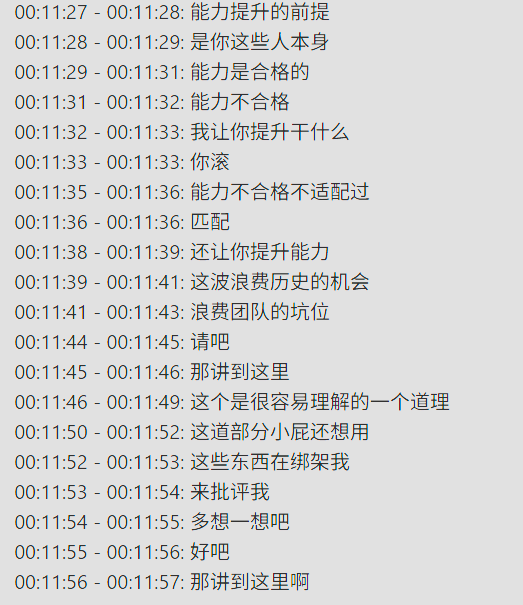 00:11:27 - 00:11:28: 能力提升的前提
00:11:28 - 00:11:29: 是你这些人本身
00:11:29 - 00:11:31: 能力是合格的
00:11:31 - 00:11:32: 能力不合格
00:11:32 - 00:11:33: 我让你提升干什么
00:11:33 - 00:11:33: 你滚
00:11:35 - 00:11:36: 能力不合格不适配过
00:11:36 - 00:11:36: 匹配
00:11:38 - 00:11:39: 还让你提升能力
00:11:39 - 00:11:41: 这波浪费历史的机会
00:11:41 - 00:11:43: 浪费团队的坑位
00:11:44 - 00:11:45: 请吧
00:11:45 - 00:11:46: 那讲到这里
00:11:46 - 00:11:49: 这个是很容易理解的一个道理
00:11:50 - 00:11:52: 这道部分小屁还想用
00:11:52 - 00:11:53: 这些东西在绑架我
00:11:53 - 00:11:54: 来批评我
00:11:54 - 00:11:55: 多想一想吧
00:11:55 - 00:11:56: 好吧
00:11:56 - 00:11:57: 那讲到这里啊